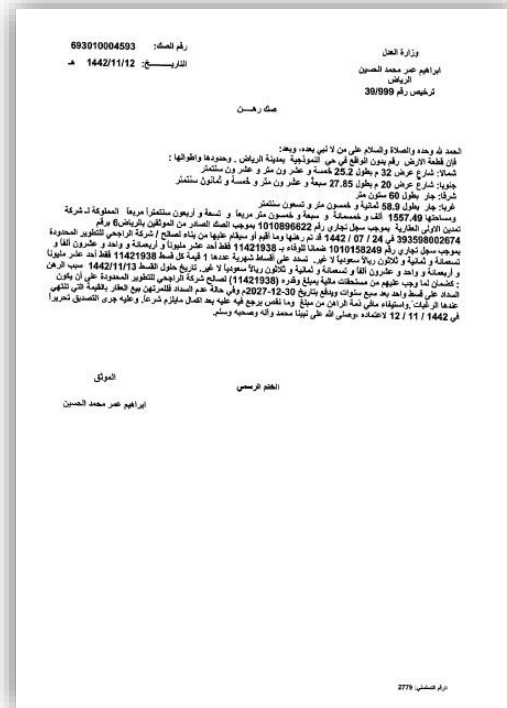 رقم الصك: 693010004593
التاريـــــــخ: 1442/11/12 هـ
وزارة العدل
ابراهيم عمر محمد الحسين
الرياض
ترخيص رقم 39/999
صك رهـــن
الحمد لله وحده والصلاة والسلام على من لا نبي بعده، وبعد:
فإن قطعة الارض رقم بدون الواقع في حي النموذجية بمدينة الرياض . وحدودها واطوالها :
شمالا: شارع عرض 32 م بطول 25.2 خمسة و عشرون متر و عشرون سنتمتر
جنوبا: شارع عرض 20 م بطول 27.85 سبعة و عشرون متر و خمسة و ثمانون سنتمتر
شرقا: جار بطول 60 ستون متر
غربا: جار بطول 58.9 ثمانية و خمسون متر و تسعون سنتمتر
ومساحتها 1557.49 ألف و خمسمائة و سبعة و خمسون متر مربعا و تسعة و أربعون سنتمترا مربعا المملوكة لـ شركة
تمدين الاولى العقارية بموجب سجل تجاري رقم 1010896622 بموجب الصك الصادر من الموثقين بالرياض6 برقم
393598002674 في 24 / 07 / 1442 قد تم رهنها وما أقيم أو سيقام عليها من بناء لصالح / شركة الراجحي للتطوير المحدودة
بموجب سجل تجاري رقم 1010158249 ضمانا للوفاء بـ 11421938 فقط أحد عشر مليونا و أربعمائة و واحد و عشرون ألفا و
تسعمائة و ثمانية و ثلاثون ريالا سعوديا لا غير. تسدد على أقساط شهرية عددها 1 قيمة كل قسط 11421938 فقط أحد عشر مليونا
و أربعمائة و واحد و عشرون ألفا و تسعمائة و ثمانية و ثلاثون ريالا سعوديا لا غير. تاريخ حلول القسط 1442/11/13 سبب الرهن
: كضمان لما وجب عليهم من مستحقات مالية بمبلغ وقدره (11421938) لصالح شركة الراجحي للتطوير المحدودة على أن يكون
السداد على قسط واحد بعد سبع سنوات ويدفع بتاريخ 30-12-2027م وفي حالة عدم السداد فللمرتهن بيع العقار بالقيمة التي تنتهي
عندها الرغبات ،واستيفاء مافي ذمة الراهن من مبلغ وما نقص يرجع فيه عليه بعد اكمال مايلزم شرعا. وعليه جرى التصديق تحريرا
في 1442 / 11 / 12 لاعتماده ،وصلى الله على نبينا محمد وآله وصحبه وسلم.
الموثق
الختم الرسمي
ابراهيم عمر محمد الحسين
الرقم التسلسلي: 2779